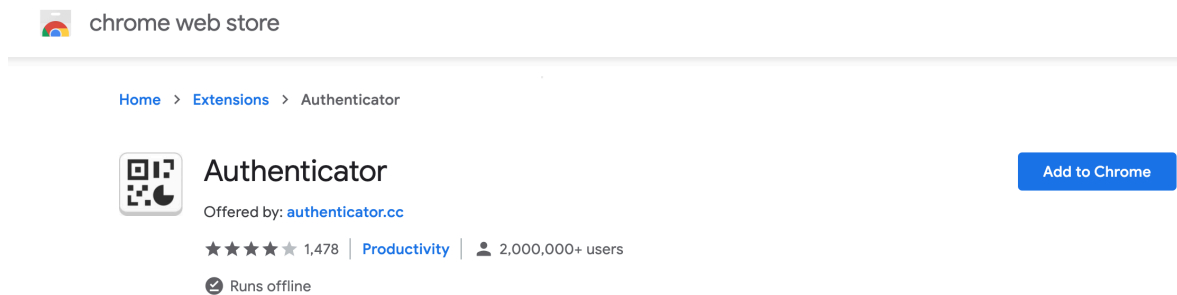 chrome web store
Home > Extensions > Authenticator
Authenticator
Add to Chrome
Offered by: authenticator.cc
1,478 | Productivity | 2,000,000+ users
Runs offline